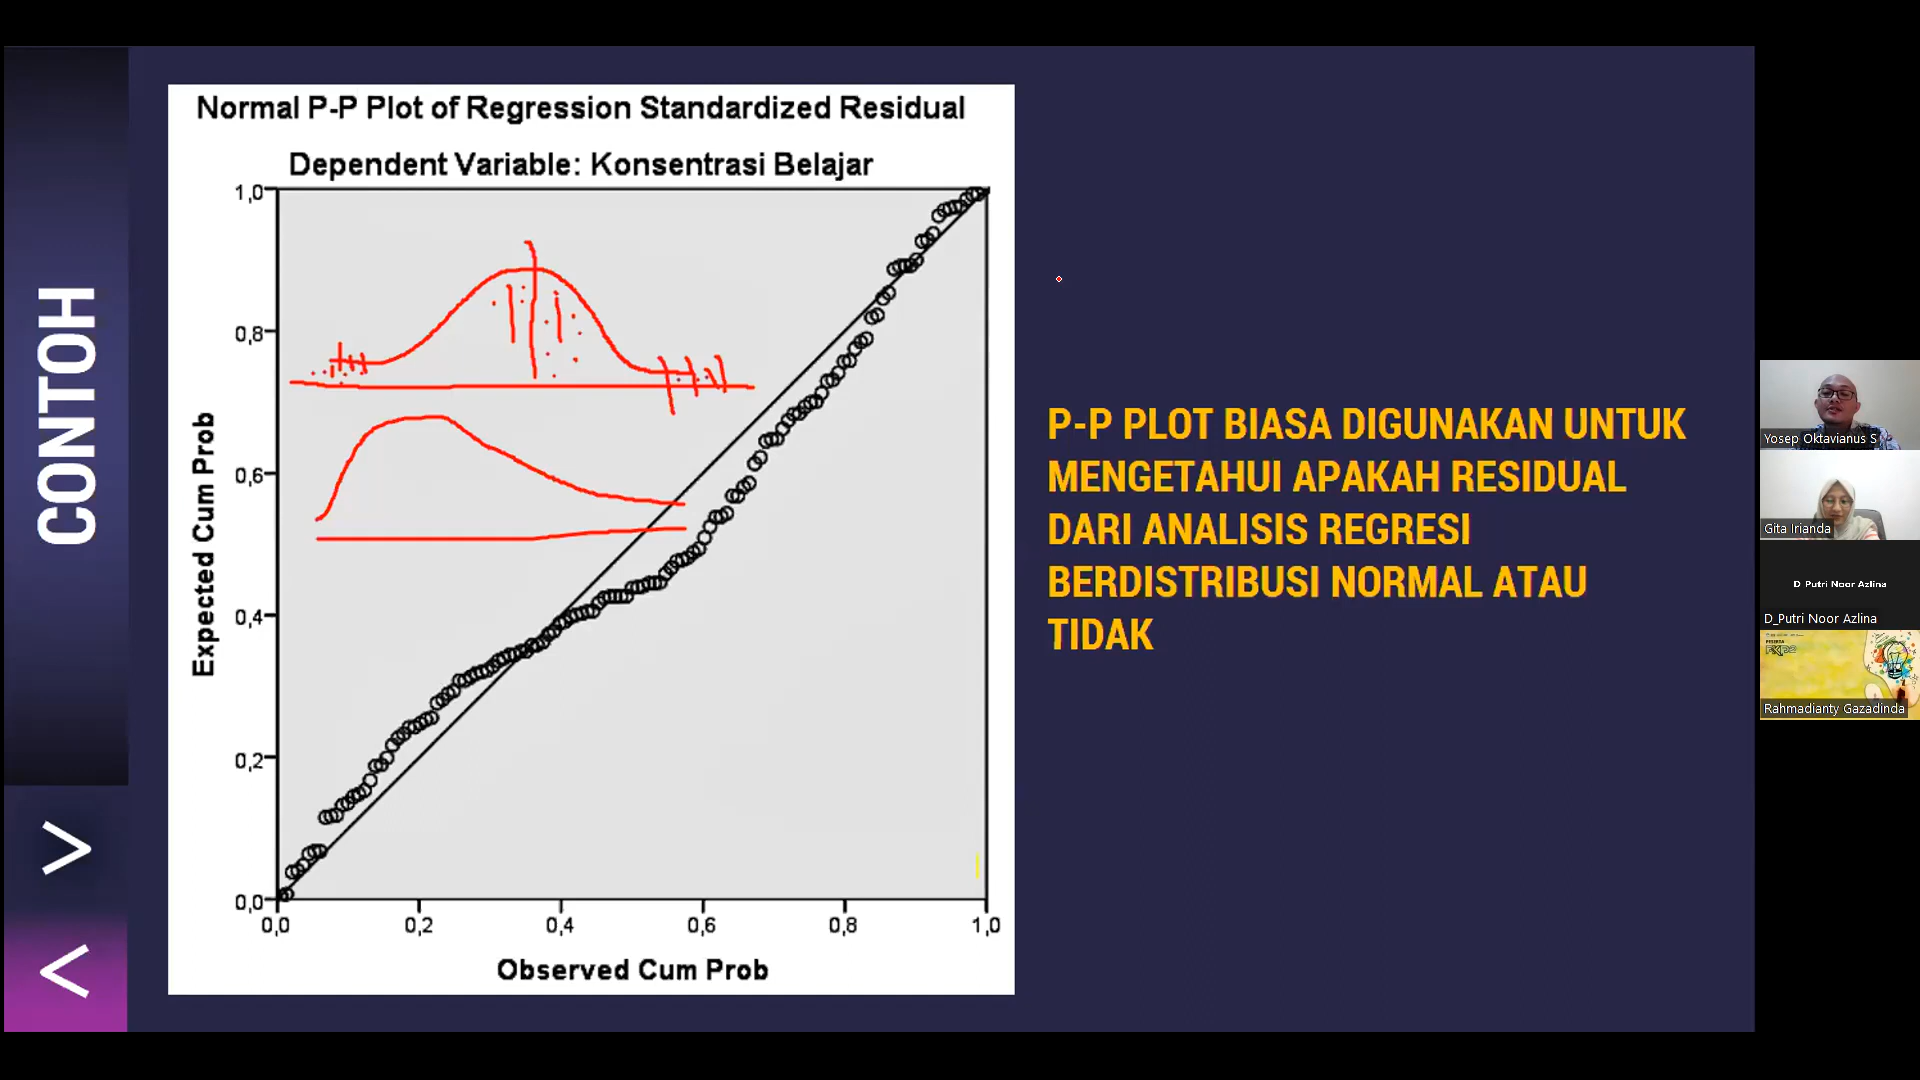 CONTOH
Normal P-P Plot of Regression Standardized Residual
Dependent Variable: Konsentrasi Belajar
Expected Cum Prob
1,0
0,8
0,6
0,4
0,2
0,0
0,0 0,2 0,4 0,6 0,8 1,0
Observed Cum Prob
P-P PLOT BIASA DIGUNAKAN UNTUK
MENGETAHUI APAKAH RESIDUAL
DARI ANALISIS REGRESI
BERDISTRIBUSI NORMAL ATAU
TIDAK
Yosep Oktavianus S
Gita Irianda
D Putri Noor Azlina
D_Putri Noor Azlina
PESERTA
Rahmadianty Gazadinda